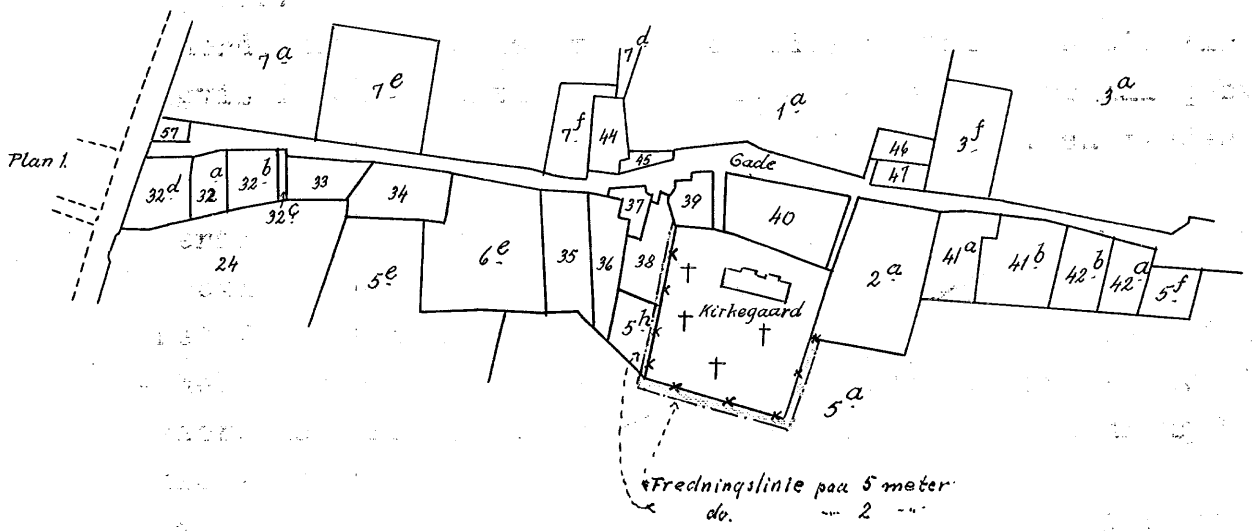 7a
7e
7d
7f
44
1a
3a
3f
57
45
Gade
46
47
Plan 1.
32d
32a
32b
32c
33
34
37
39
40
24
5e
6e
35
36
38
5h
Kirkegaard
2a
41a
41b
42b
42a
5f
5a
Fredningslinie paa 5 meter
do. — 2 —"—